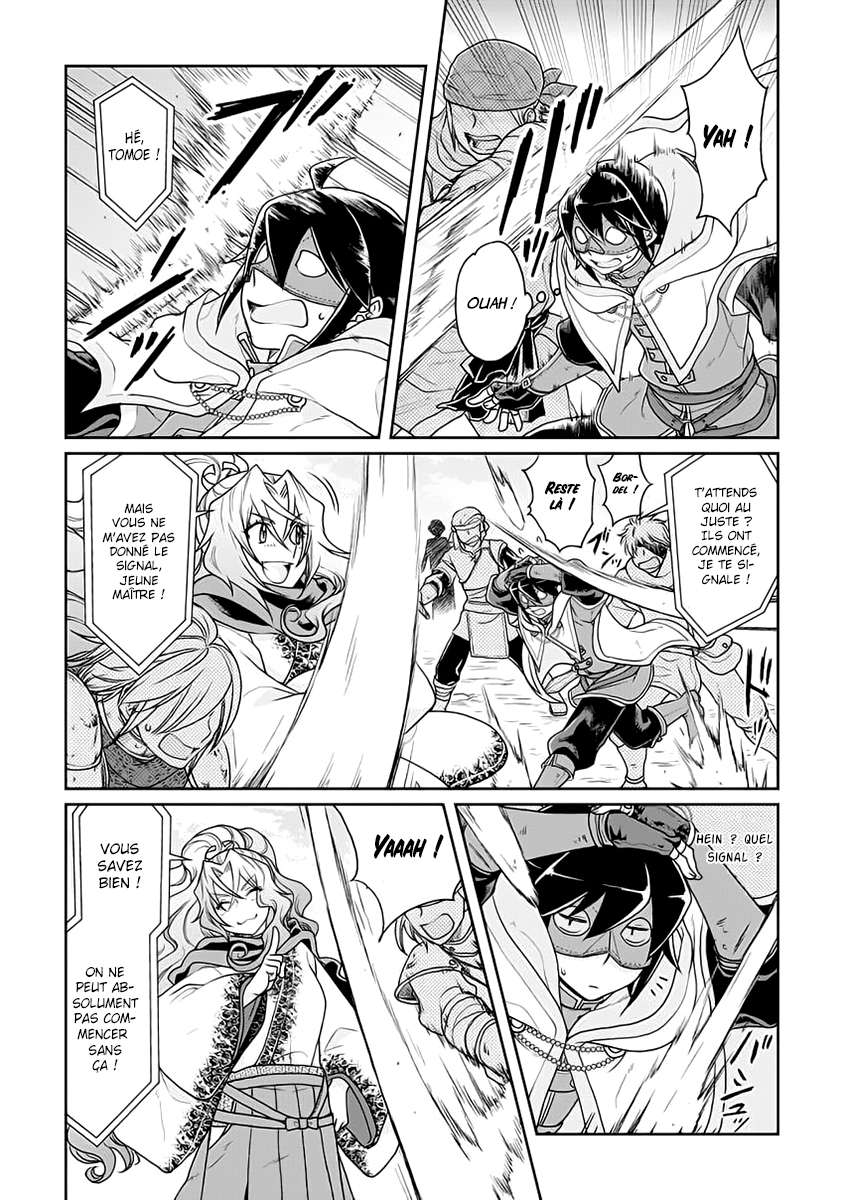 YAH !
OUAH !
HÉ,
TOMOE !
T'ATTENDS
QUOI AU
JUSTE ?
ILS ONT
COMMENCÉ,
JE TE SI-
GNALE !
BOR-
DEL !
RESTE
LÀ !
MAIS
VOUS NE
M'AVEZ PAS
DONNÉ LE
SIGNAL,
JEUNE
MAÎTRE !
HEIN ? QUEL
SIGNAL ?
YAAAH !
VOUS
SAVEZ
BIEN !
ON NE
PEUT AB-
SOLUMENT
PAS COM-
MENCER
SANS
ÇA !